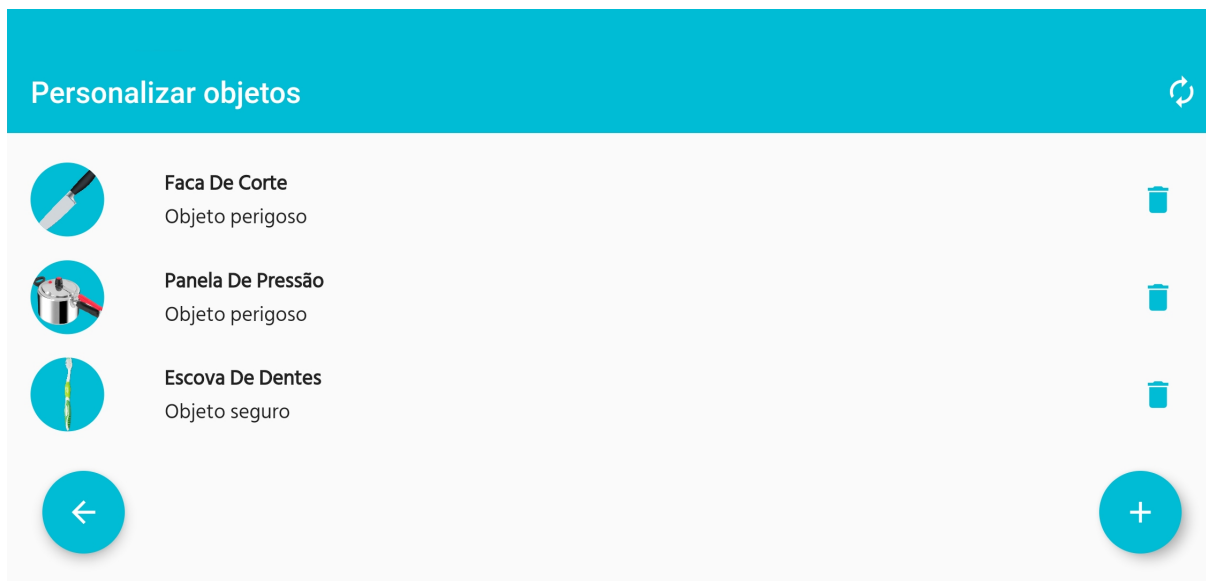 Personalizar objetos
Faca De Corte
Objeto perigoso
Panela De Pressão
Objeto perigoso
Escova De Dentes
Objeto seguro